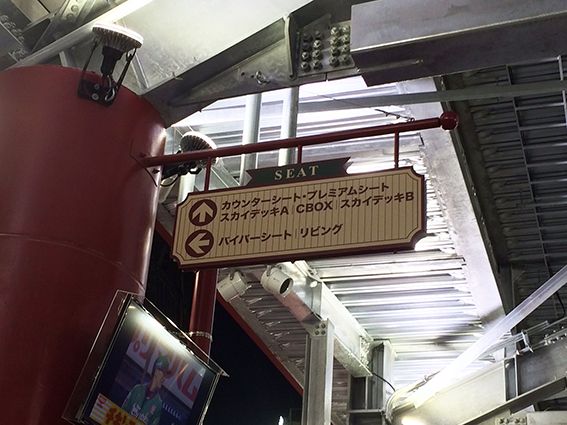 SEAT
カウンターシート・プレミアムシート
スカイデッキA | CBOX | スカイデッキB
バイパーシート | リビング